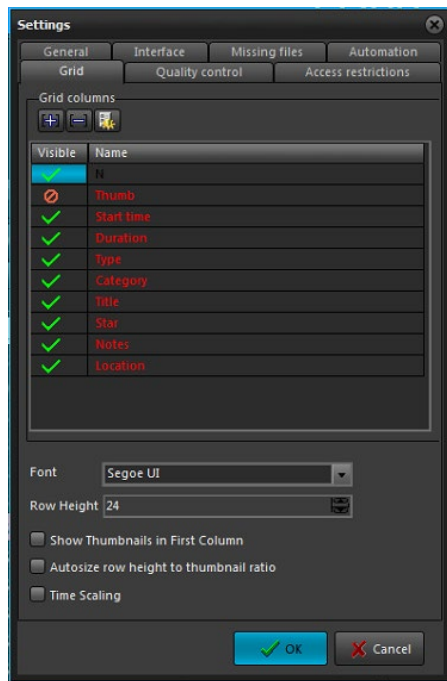 Settings
General Interface Missing files Automation
Grid Quality control Access restrictions
Grid columns
Visible Name
N
Thumb
Start time
Duration
Type
Category
Title
Star
Notes
Location
Font Segoe UI
Row Height 24
Show Thumbnails in First Column
Autosize row height to thumbnail ratio
Time Scaling
OK Cancel